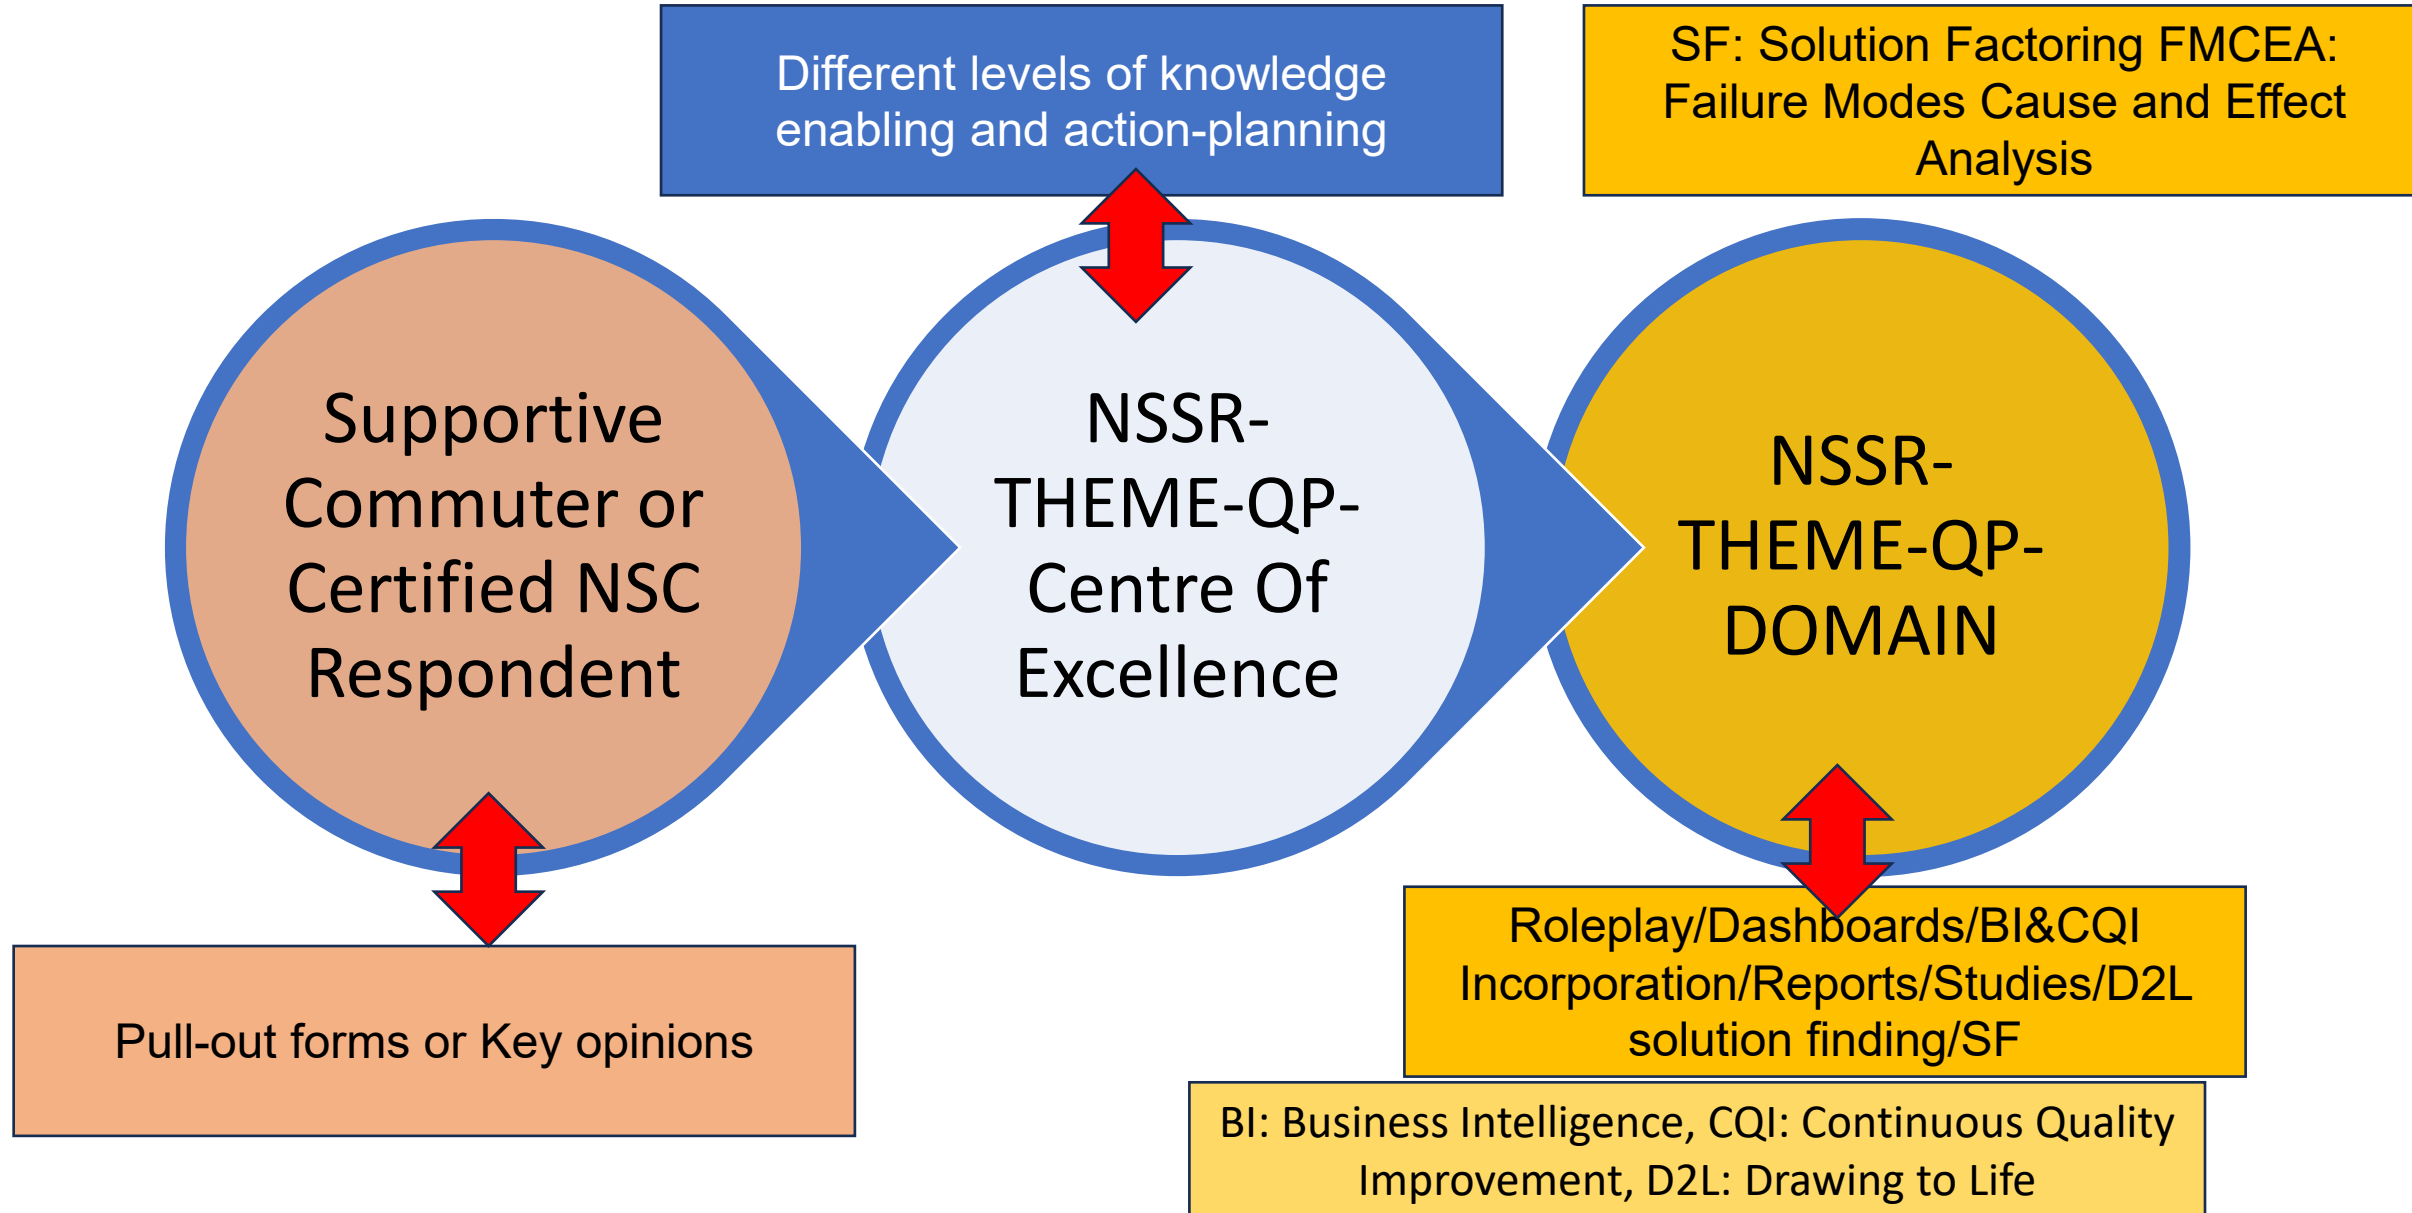 Different levels of knowledge
enabling and action-planning
SF: Solution Factoring FMCEA:
Failure Modes Cause and Effect
Analysis
Supportive
Commuter or
Certified NSC
Respondent
NSSR-
THEME-QP-
Centre Of
Excellence
NSSR-
THEME-QP-
DOMAIN
Pull-out forms or Key opinions
Roleplay/Dashboards/BI&CQI
Incorporation/Reports/Studies/D2L
solution finding/SF
BI: Business Intelligence, CQI: Continuous Quality
Improvement, D2L: Drawing to Life